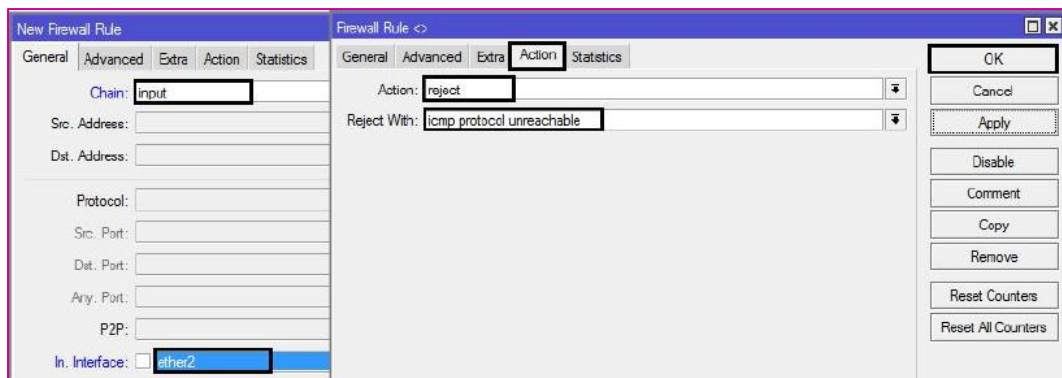 New Firewall Rule
General Advanced Extra Action Statistics
Chain: input
Src. Address:
Dst. Address:
Protocol:
Src. Port:
Dst. Port:
Any. Port:
P2P:
In. Interface: ether2
Firewall Rule <>
General Advanced Extra Action Statistics
Action: reject
Reject With: icmp protocol unreachable
OK
Cancel
Apply
Disable
Comment
Copy
Remove
Reset Counters
Reset All Counters